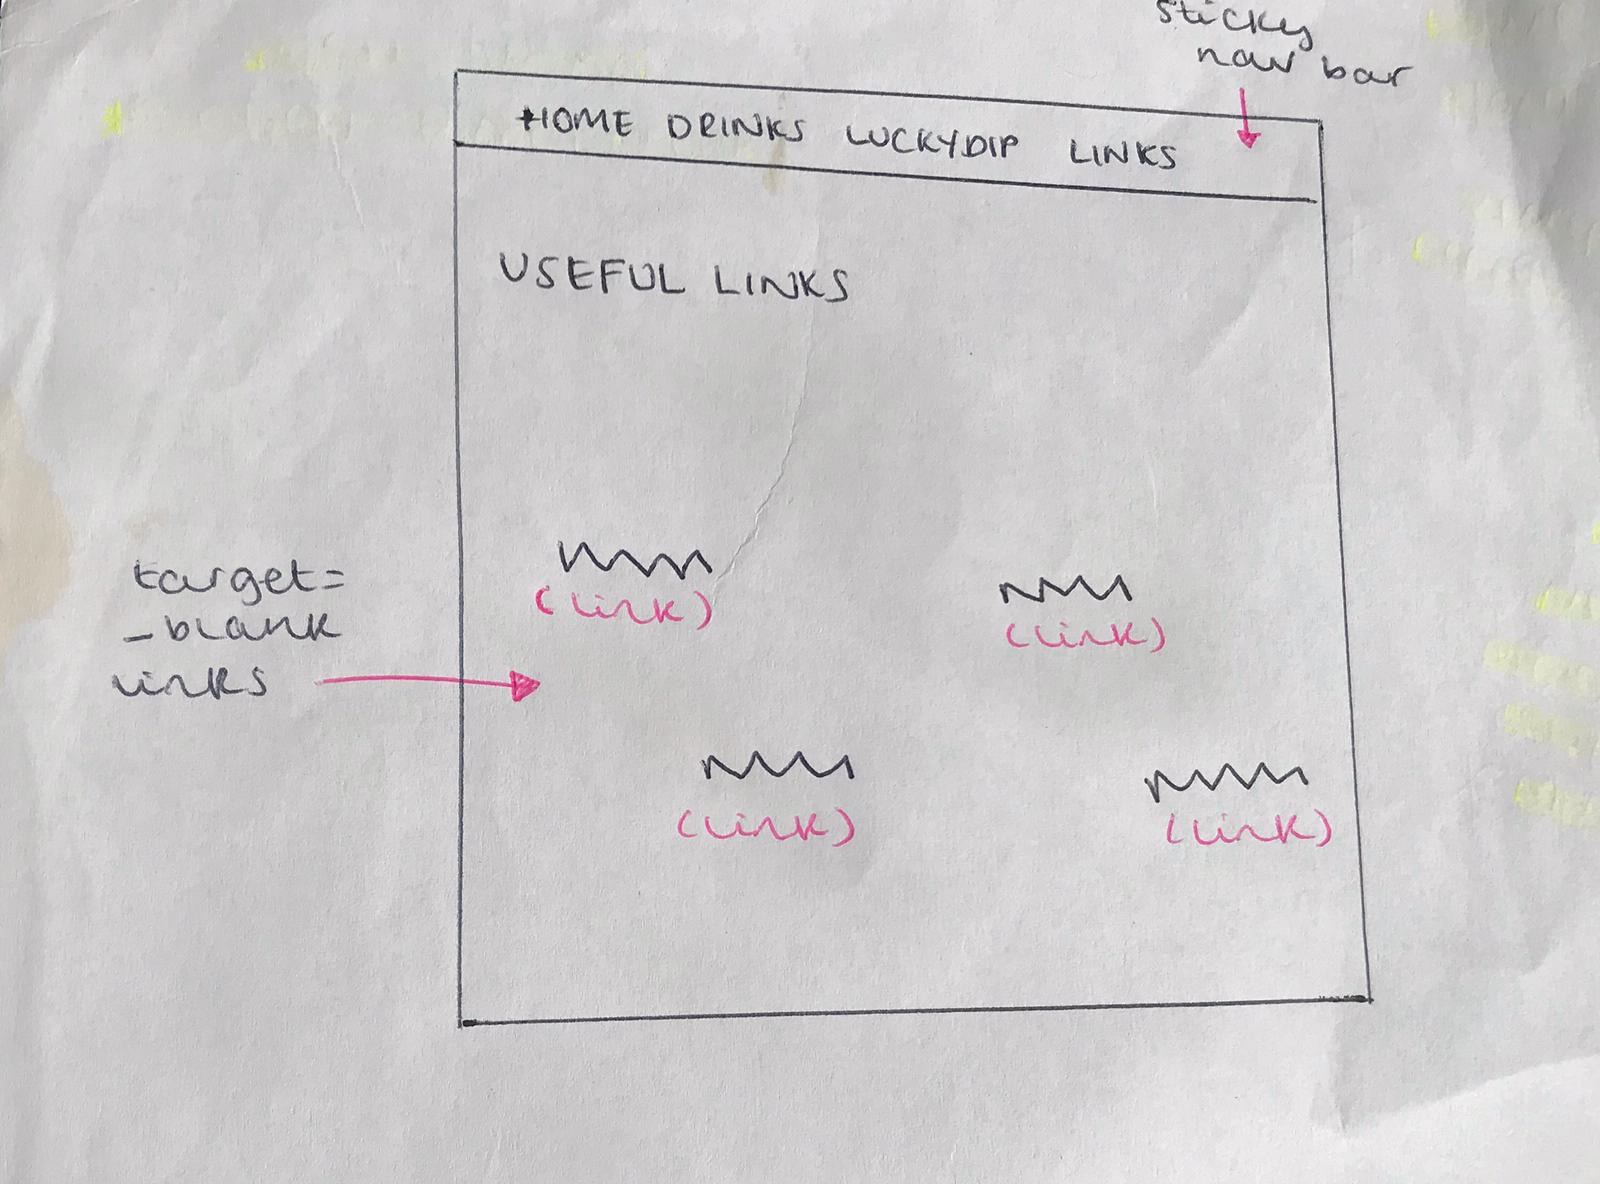 sticky
nav bar
HOME DRINKS LUCKYDIP LINKS
USEFUL LINKS
(link)
(link)
target=
_blank
links
(link)
(link)